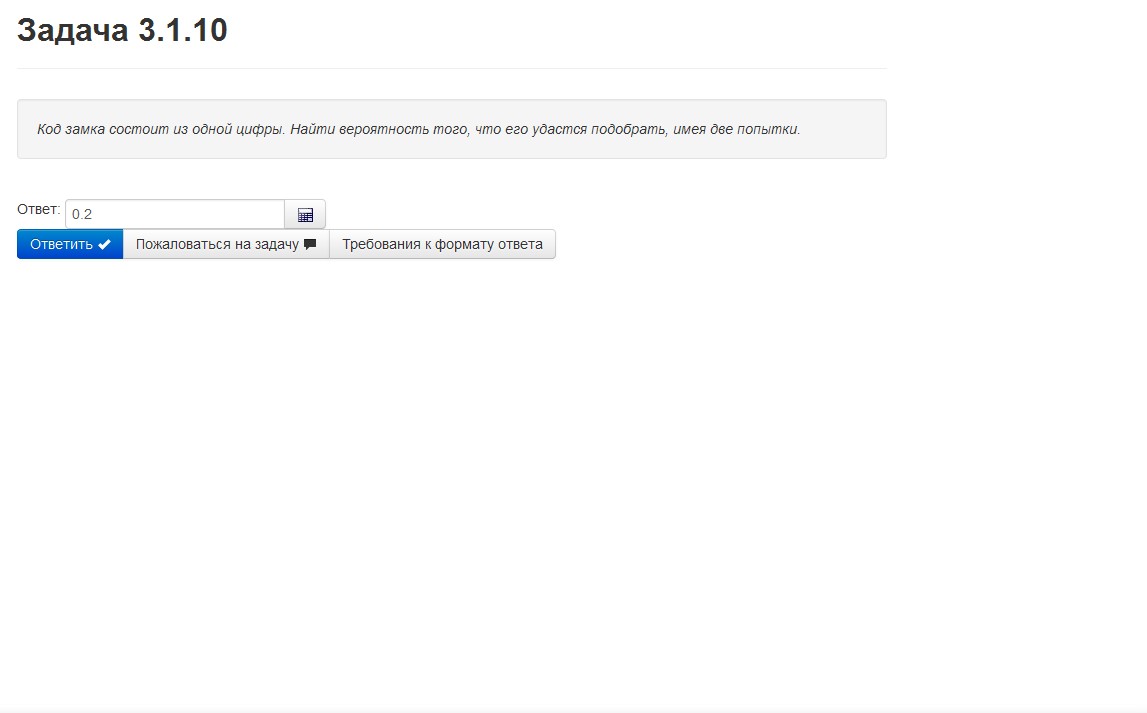 Задача 3.1.10
Код замка состоит из одной цифры. Найти вероятность того, что его удастся подобрать, имея две попытки.
Ответ: 0.2
Ответить Пожаловаться на задачу Требования к формату ответа